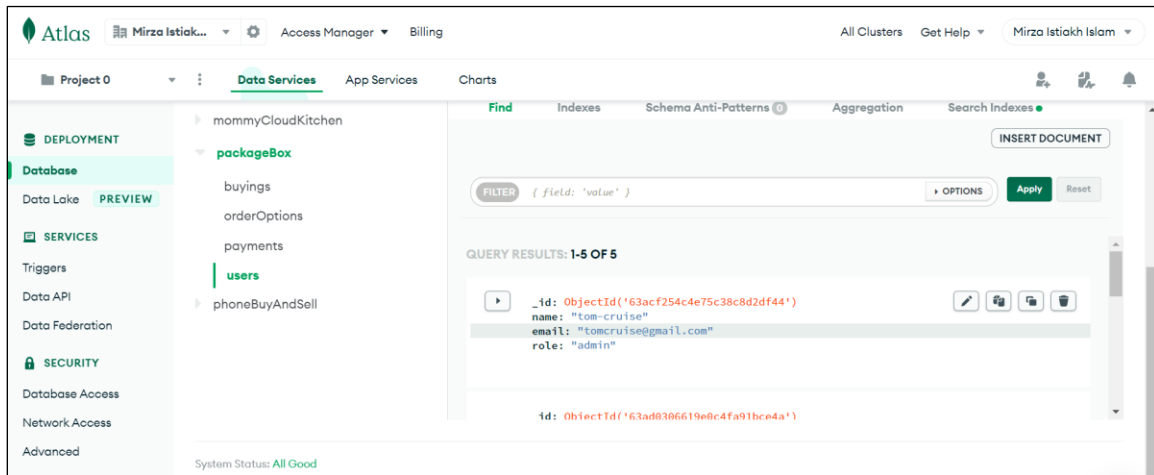 Atlas
Mirza Istiak...
Access Manager
Billing
All Clusters
Get Help
Mirza Istiakh Islam
Project 0
Data Services
App Services
Charts
DEPLOYMENT
Database
Data Lake
PREVIEW
SERVICES
Triggers
Data API
Data Federation
SECURITY
Database Access
Network Access
Advanced
mommyCloudKitchen
packageBox
buyings
orderOptions
payments
users
phoneBuyAndSell
Find
Indexes
Schema Anti-Patterns 0
Aggregation
Search Indexes
INSERT DOCUMENT
FILTER
{ field: 'value' }
OPTIONS
Apply
Reset
QUERY RESULTS: 1-5 OF 5
_id: ObjectId('63acf254c4e75c38c8d2df44')
name: "tom-cruise"
email: "tomcruise@gmail.com"
role: "admin"
_id: ObjectId('63ad0306619e0c4fa91bce4a')
System Status: All Good